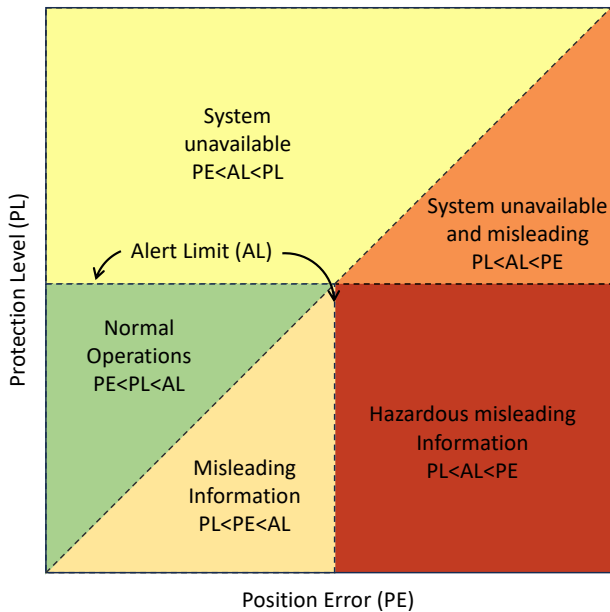 System
unavailable
PE<AL<PL
System unavailable
and misleading
PL<AL<PE
Alert Limit (AL)
Normal
Operations
PE<PL<AL
Hazardous misleading
Information
PL<AL<PE
Misleading
Information
PL<PE<AL
Protection Level (PL)
Position Error (PE)